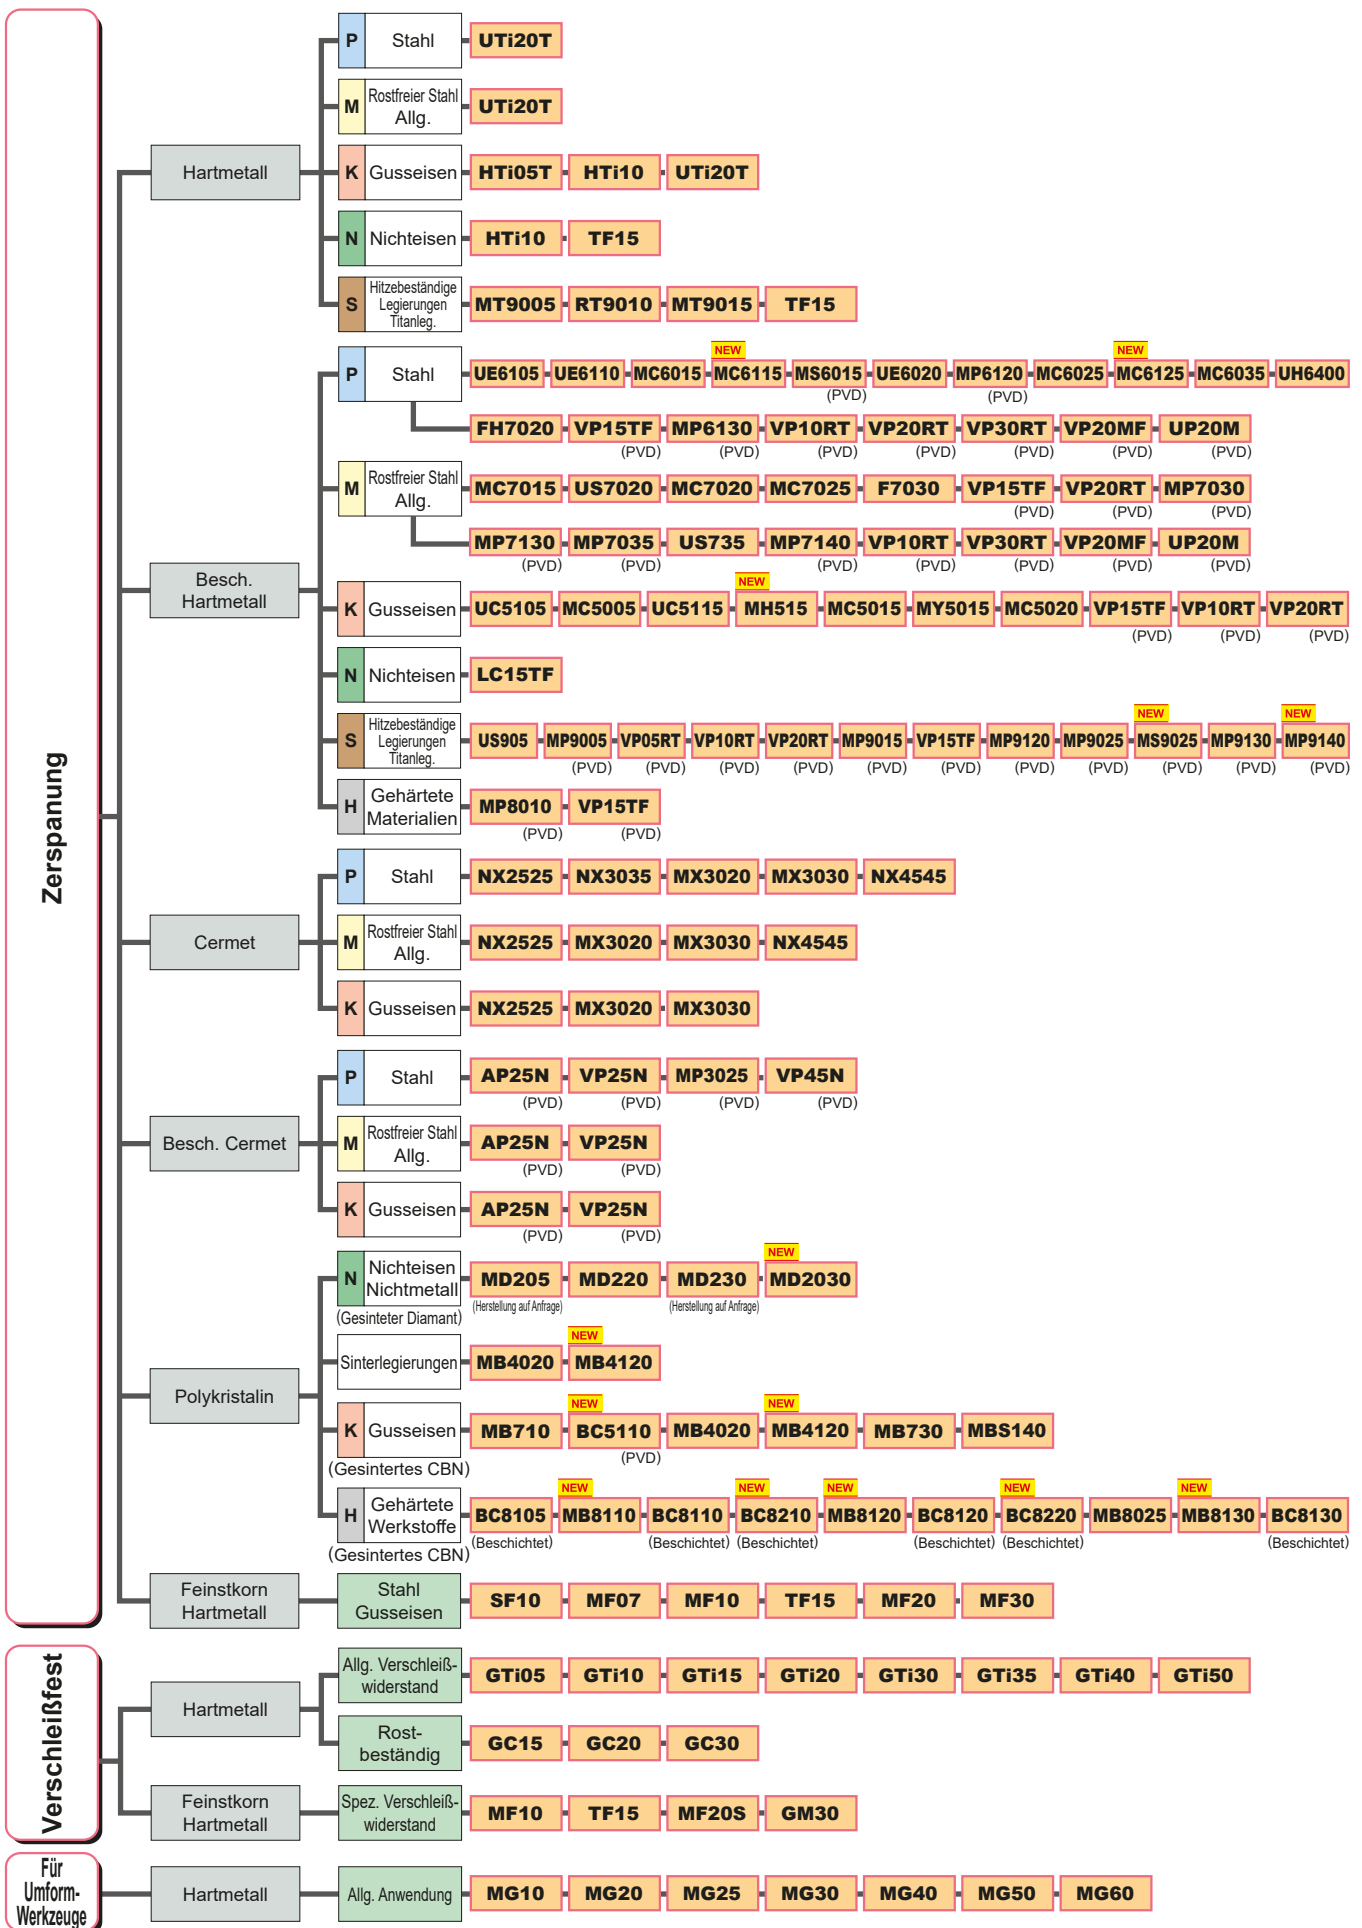 Zerspanung
Hartmetall
P Stahl UTi20T
M Rostfreier Stahl
Allg. UTi20T
K Gusseisen HTi05T HTi10 UTi20T
N Nichteisen HTi10 TF15
S Hitzebeständige
Legierungen
Titanleg. MT9005 RT9010 MT9015 TF15
Besch.
Hartmetall
NEW NEW
P Stahl UE6105 UE6110 MC6015 MC6115 MS6015 UE6020 MP6120 MC6025 MC6125 MC6035 UH6400
(PVD) (PVD)
FH7020 VP15TF MP6130 VP10RT VP20RT VP30RT VP20MF UP20M
(PVD) (PVD) (PVD) (PVD) (PVD) (PVD) (PVD)
M Rostfreier Stahl
Allg. MC7015 US7020 MC7020 MC7025 F7030 VP15TF VP20RT MP7030
(PVD) (PVD) (PVD)
MP7130 MP7035 US735 MP7140 VP10RT VP30RT VP20MF UP20M
(PVD) (PVD) (PVD) (PVD) (PVD) (PVD) (PVD)
NEW
K Gusseisen UC5105 MC5005 UC5115 MH515 MC5015 MY5015 MC5020 VP15TF VP10RT VP20RT
(PVD) (PVD) (PVD)
N Nichteisen LC15TF
NEW NEW
S Hitzebeständige
Legierungen
Titanleg. US905 MP9005 VP05RT VP10RT VP20RT MP9015 VP15TF MP9120 MP9025 MS9025 MP9130 MP9140
(PVD) (PVD) (PVD) (PVD) (PVD) (PVD) (PVD) (PVD) (PVD) (PVD) (PVD)
H Gehärtete
Materialien MP8010 VP15TF
(PVD) (PVD)
Cermet
P Stahl NX2525 NX3035 MX3020 MX3030 NX4545
M Rostfreier Stahl
Allg. NX2525 MX3020 MX3030 NX4545
K Gusseisen NX2525 MX3020 MX3030
Besch. Cermet
P Stahl AP25N VP25N MP3025 VP45N
(PVD) (PVD) (PVD) (PVD)
M Rostfreier Stahl
Allg. AP25N VP25N
(PVD) (PVD)
K Gusseisen AP25N VP25N
(PVD) (PVD)
Polykristalin
NEW
N Nichteisen
Nichtmetall MD205 MD220 MD230 MD2030
(Gesinteter Diamant) (Herstellung auf Anfrage) (Herstellung auf Anfrage)
NEW
Sinterlegierungen MB4020 MB4120
NEW NEW
K Gusseisen MB710 BC5110 MB4020 MB4120 MB730 MBS140
(Gesintertes CBN) (PVD)
NEW NEW NEW NEW NEW
H Gehärtete
Werkstoffe BC8105 MB8110 BC8110 BC8210 MB8120 BC8120 BC8220 MB8025 MB8130 BC8130
(Gesintertes CBN) (Beschichtet) (Beschichtet) (Beschichtet) (Beschichtet) (Beschichtet) (Beschichtet)
Feinstkorn
Hartmetall
Stahl
Gusseisen SF10 MF07 MF10 TF15 MF20 MF30
Verschleißfest
Hartmetall
Allg. Verschleiß-
widerstand GTi05 GTi10 GTi15 GTi20 GTi30 GTi35 GTi40 GTi50
Rost-
beständig GC15 GC20 GC30
Feinstkorn
Hartmetall
Spez. Verschleiß-
widerstand MF10 TF15 MF20S GM30
Für
Umform-
Werkzeuge
Hartmetall
Allg. Anwendung MG10 MG20 MG25 MG30 MG40 MG50 MG60